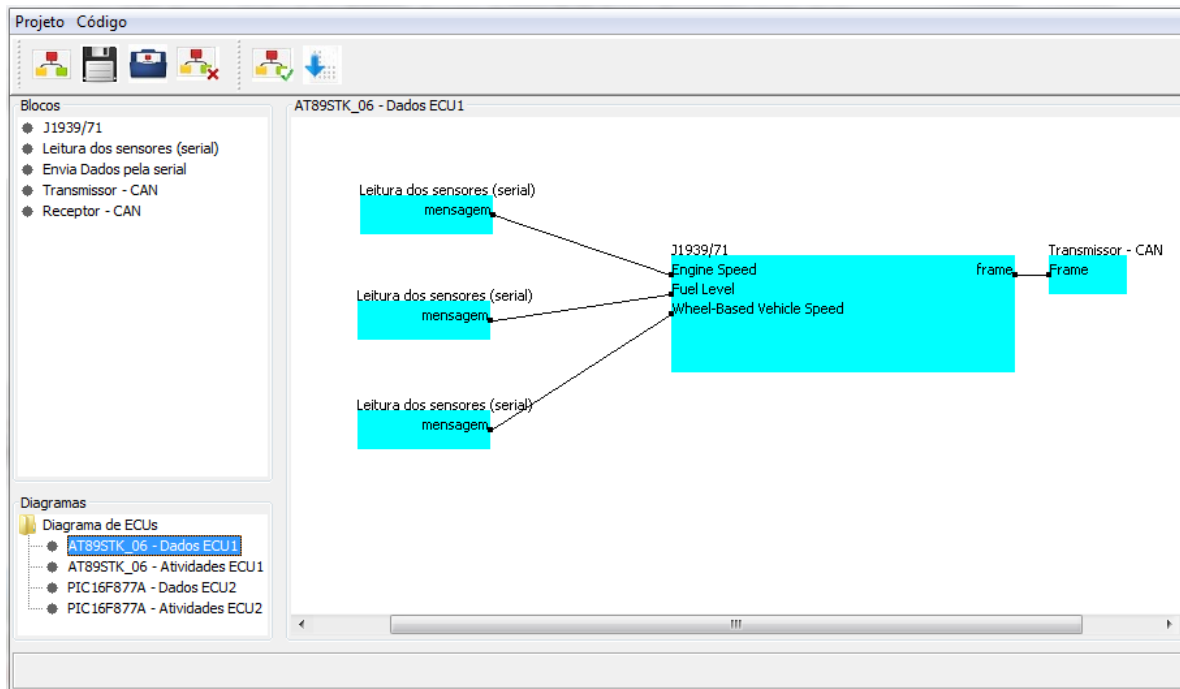 Projeto Código
Blocos
J1939/71
Leitura dos sensores (serial)
Envia Dados pela serial
Transmissor - CAN
Receptor - CAN
Diagramas
Diagrama de ECUs
AT89STK_06 - Dados ECU1
AT89STK_06 - Atividades ECU1
PIC16F877A - Dados ECU2
PIC16F877A - Atividades ECU2
AT89STK_06 - Dados ECU1
Leitura dos sensores (serial)
mensagem
Leitura dos sensores (serial)
mensagem
Leitura dos sensores (serial)
mensagem
J1939/71
Engine Speed
Fuel Level
Wheel-Based Vehicle Speed
frame
Transmissor - CAN
Frame